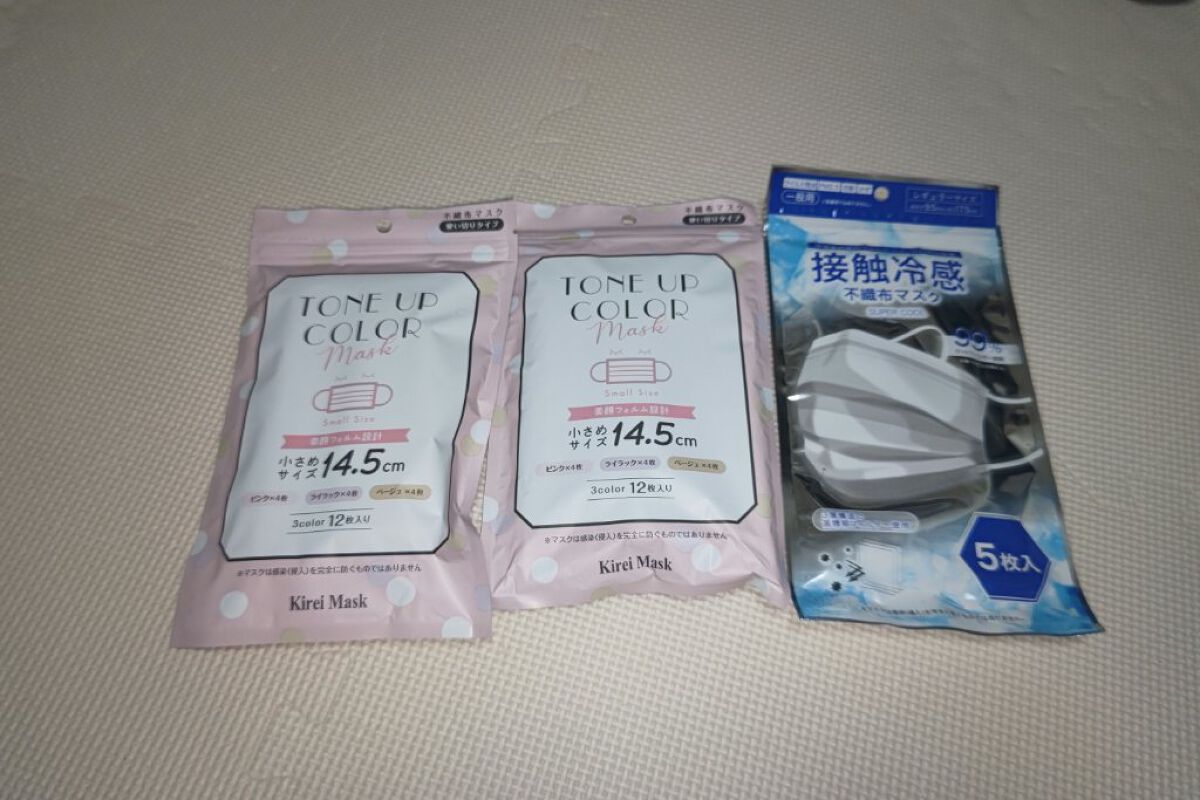 不織布マスク
使い切りタイプ
TONE UP
COLOR
Mask
Small Size
素顔フォルム設計
小さめ
サイズ 14.5cm
ピンク×4枚 ライラック×4枚 ベージュ×4枚
3color 12枚入り
※マスクは感染(侵入)を完全に防ぐものではありません
Kirei Mask
不織布マスク
使い切りタイプ
TONE UP
COLOR
Mask
Small Size
素顔フォルム設計
小さめ
サイズ 14.5cm
ピンク×4枚 ライラック×4枚 ベージュ×4枚
3color 12枚入り
※マスクは感染(侵入)を完全に防ぐものではありません
Kirei Mask
一般用
レギュラーサイズ
接触冷感
不織布マスク
SUPER COOL
99%
5枚入